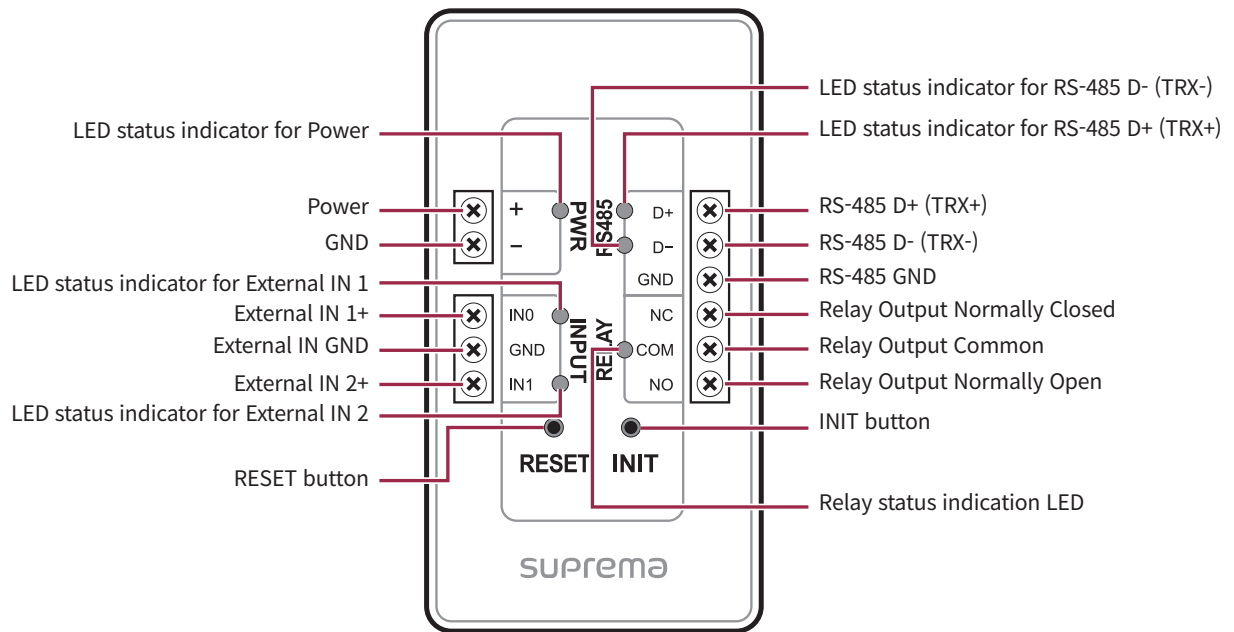 LED status indicator for Power
Power
GND
LED status indicator for External IN 1
External IN 1+
External IN GND
External IN 2+
LED status indicator for External IN 2
RESET button
+
−
PWR
IN0
GND
IN1
INPUT
RS485
D+
D−
GND
RELAY
NC
COM
NO
RESET
INIT
suprema
LED status indicator for RS-485 D- (TRX-)
LED status indicator for RS-485 D+ (TRX+)
RS-485 D+ (TRX+)
RS-485 D- (TRX-)
RS-485 GND
Relay Output Normally Closed
Relay Output Common
Relay Output Normally Open
INIT button
Relay status indication LED